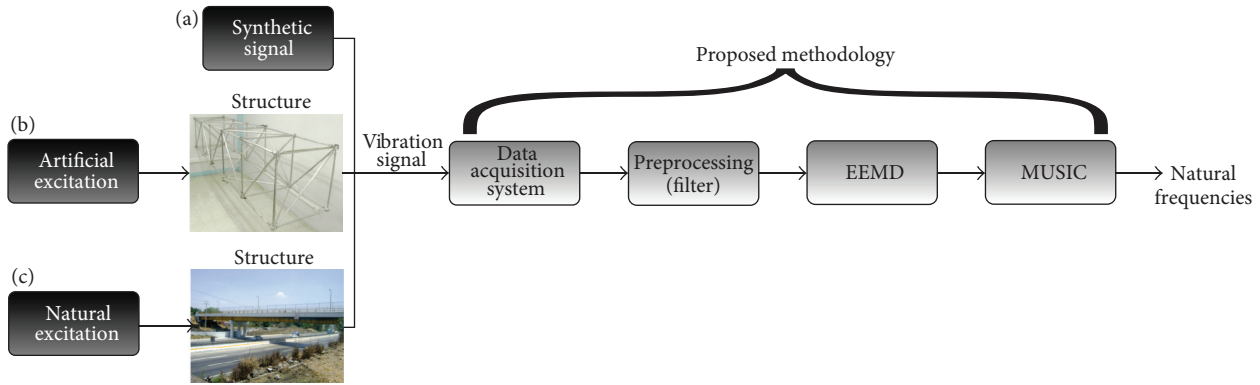 (a)
Synthetic
signal
Proposed methodology
Structure
(b)
Artificial
excitation
Vibration
signal
Data
acquisition
system
Preprocessing
(filter)
EEMD
MUSIC
Natural
frequencies
Structure
(c)
Natural
excitation